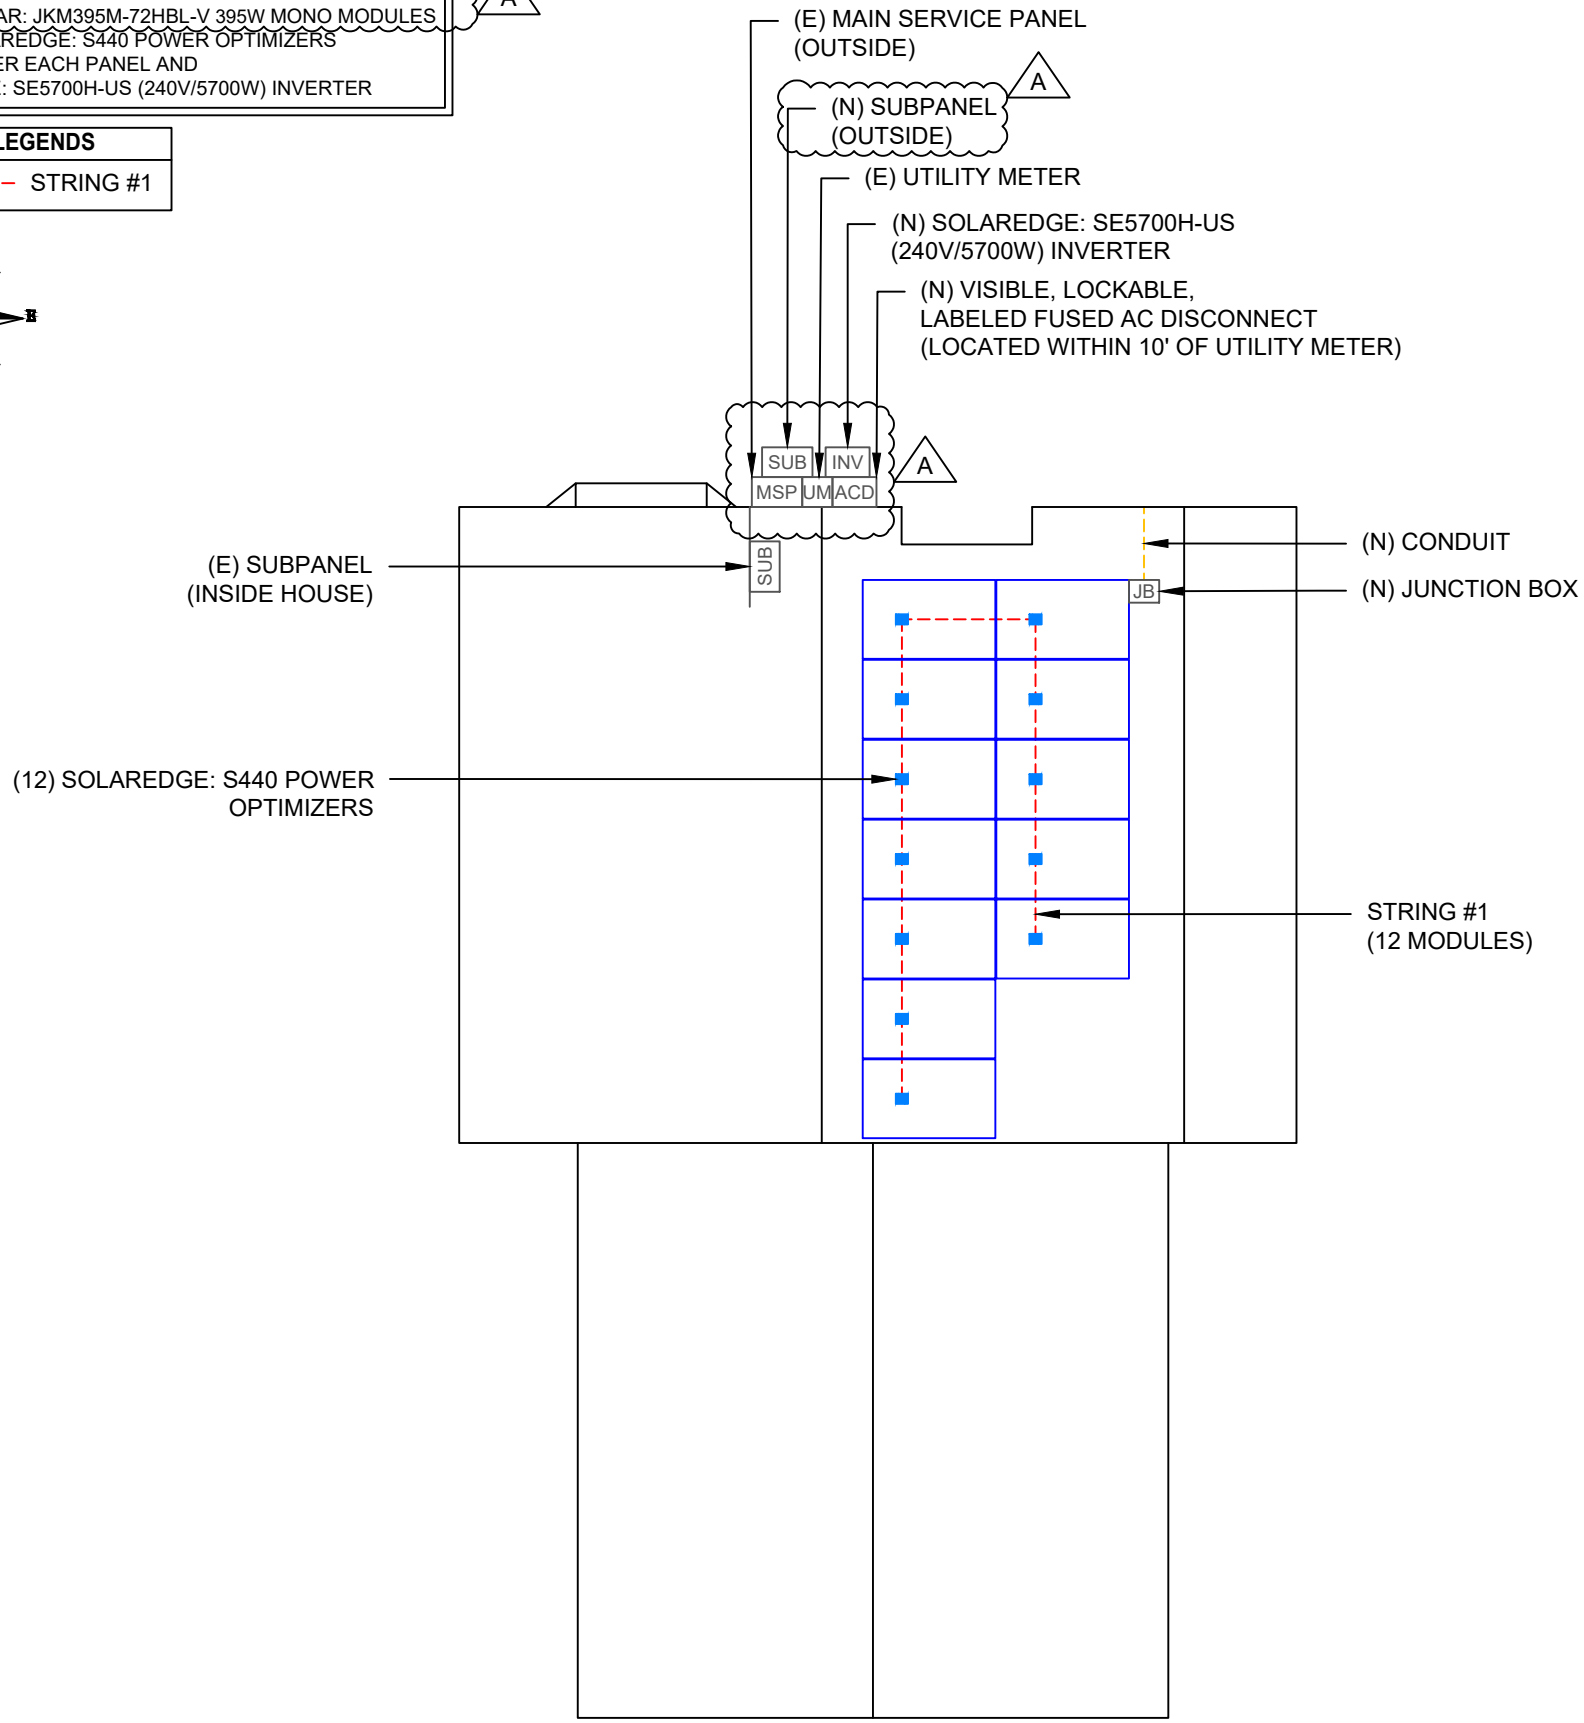 AR: JKM395M-72HBL-V 395W MONO MODULES
AREDGE: S440 POWER OPTIMIZERS
ER EACH PANEL AND
E: SE5700H-US (240V/5700W) INVERTER
A
LEGENDS
STRING #1
(E) MAIN SERVICE PANEL
(OUTSIDE)
A
(N) SUBPANEL
(OUTSIDE)
(E) UTILITY METER
(N) SOLAREDGE: SE5700H-US
(240V/5700W) INVERTER
(N) VISIBLE, LOCKABLE,
LABELED FUSED AC DISCONNECT
(LOCATED WITHIN 10' OF UTILITY METER)
SUB INV
A
MSP UM ACD
(E) SUBPANEL
(INSIDE HOUSE)
SUB
(N) CONDUIT
JB
(N) JUNCTION BOX
(12) SOLAREDGE: S440 POWER
OPTIMIZERS
STRING #1
(12 MODULES)